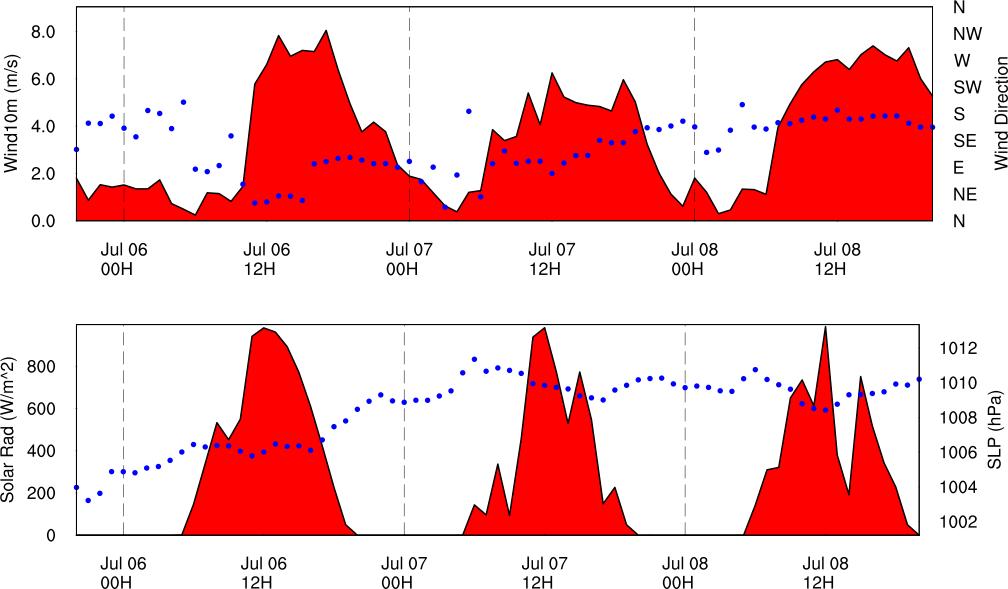 N
8.0
NW
W
6.0
SW
Wind10m (m/s)
4.0
S
Wind Direction
SE
2.0
E
NE
0.0
N
Jul 06 Jul 06 Jul 07 Jul 07 Jul 08 Jul 08
00H 12H 00H 12H 00H 12H
1012
800
1010
600
1008
Solar Rad (W/m^2)
400
1006
SLP (hPa)
200
1004
1002
0
Jul 06 Jul 06 Jul 07 Jul 07 Jul 08 Jul 08
00H 12H 00H 12H 00H 12H